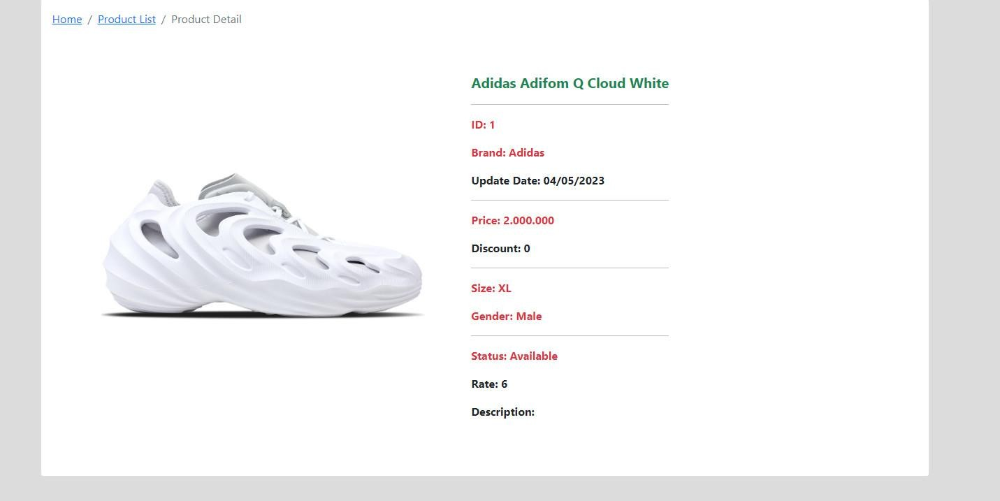 Home / Product List / Product Detail
Adidas Adifom Q Cloud White
ID: 1
Brand: Adidas
Update Date: 04/05/2023
Price: 2.000.000
Discount: 0
Size: XL
Gender: Male
Status: Available
Rate: 6
Description: